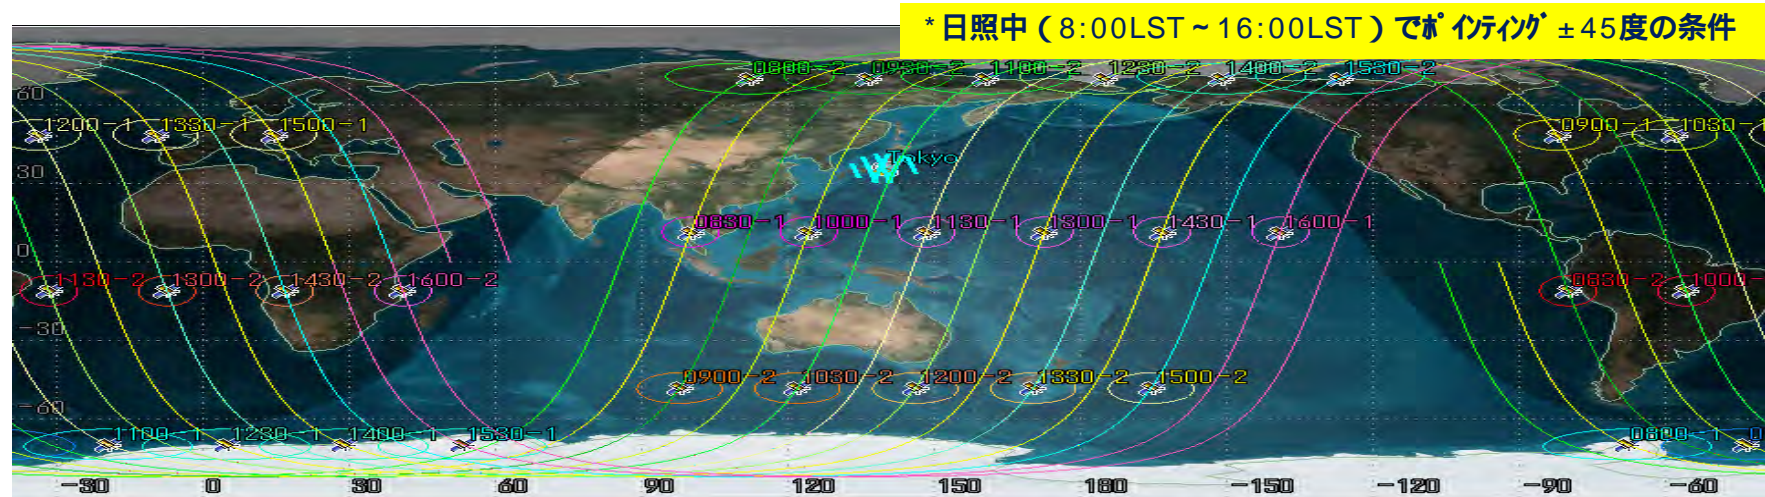 *日照中(8:00LST~16:00LST)でポインティング±45度の条件
0800-2 0930-2 1100-2 1230-2 1400-2 1530-2
60
1200-1 1330-1 1500-1 0900-1 1030-1
Tokyo
30
0830-1 1000-1 1130-1 1300-1 1430-1 1600-1
0
1130-2 1300-2 1430-2 1600-2 0830-2 1000-
-30
0900-2 1030-2 1200-2 1330-2 1500-2
-60
1100-1 1230-1 1400-1 1530-1 0800-1 0
-30 0 30 60 90 120 150 180 -150 -120 -90 -60